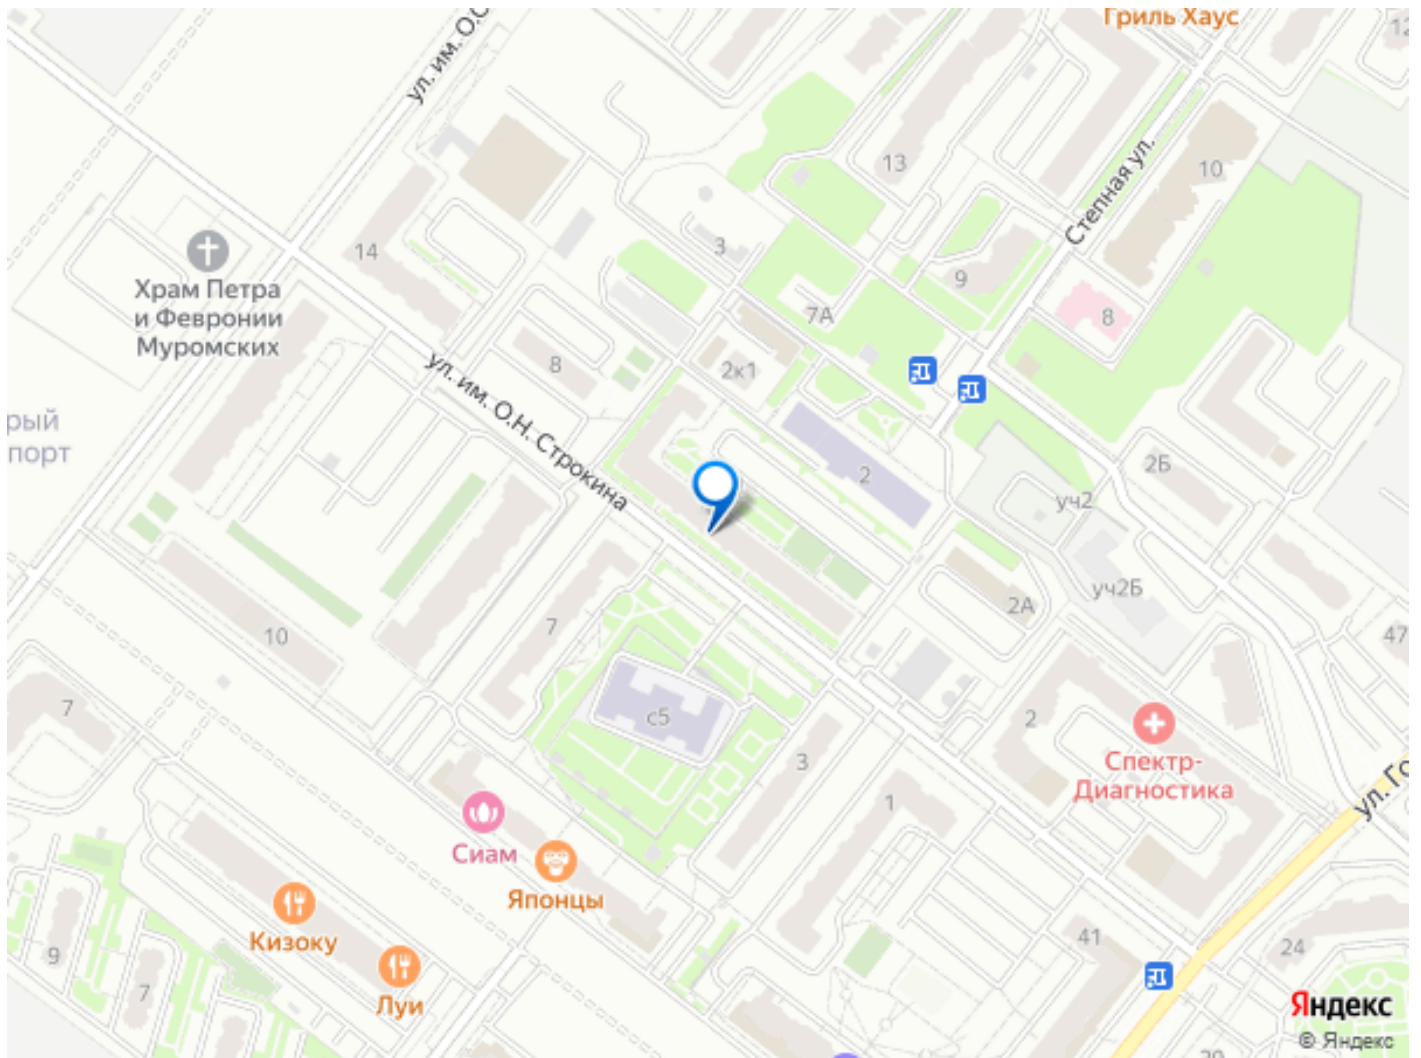 Гриль Хаус
12
ул. им. О.С
13
10
Степная ул.
14
3
9
Храм Петра
и Февронии
Муромских
7А
8
8
2к1
ул. им. О.Н. Строкина
рый
порт
2
2Б
уч2
уч2Б
2А
7
10
47
7
с5
2
3
Спектр-
Диагностика
1
ул. Го
Сиам
Японцы
Кизоку
41
24
9
7
Луи
Яндекс
© Яндекс